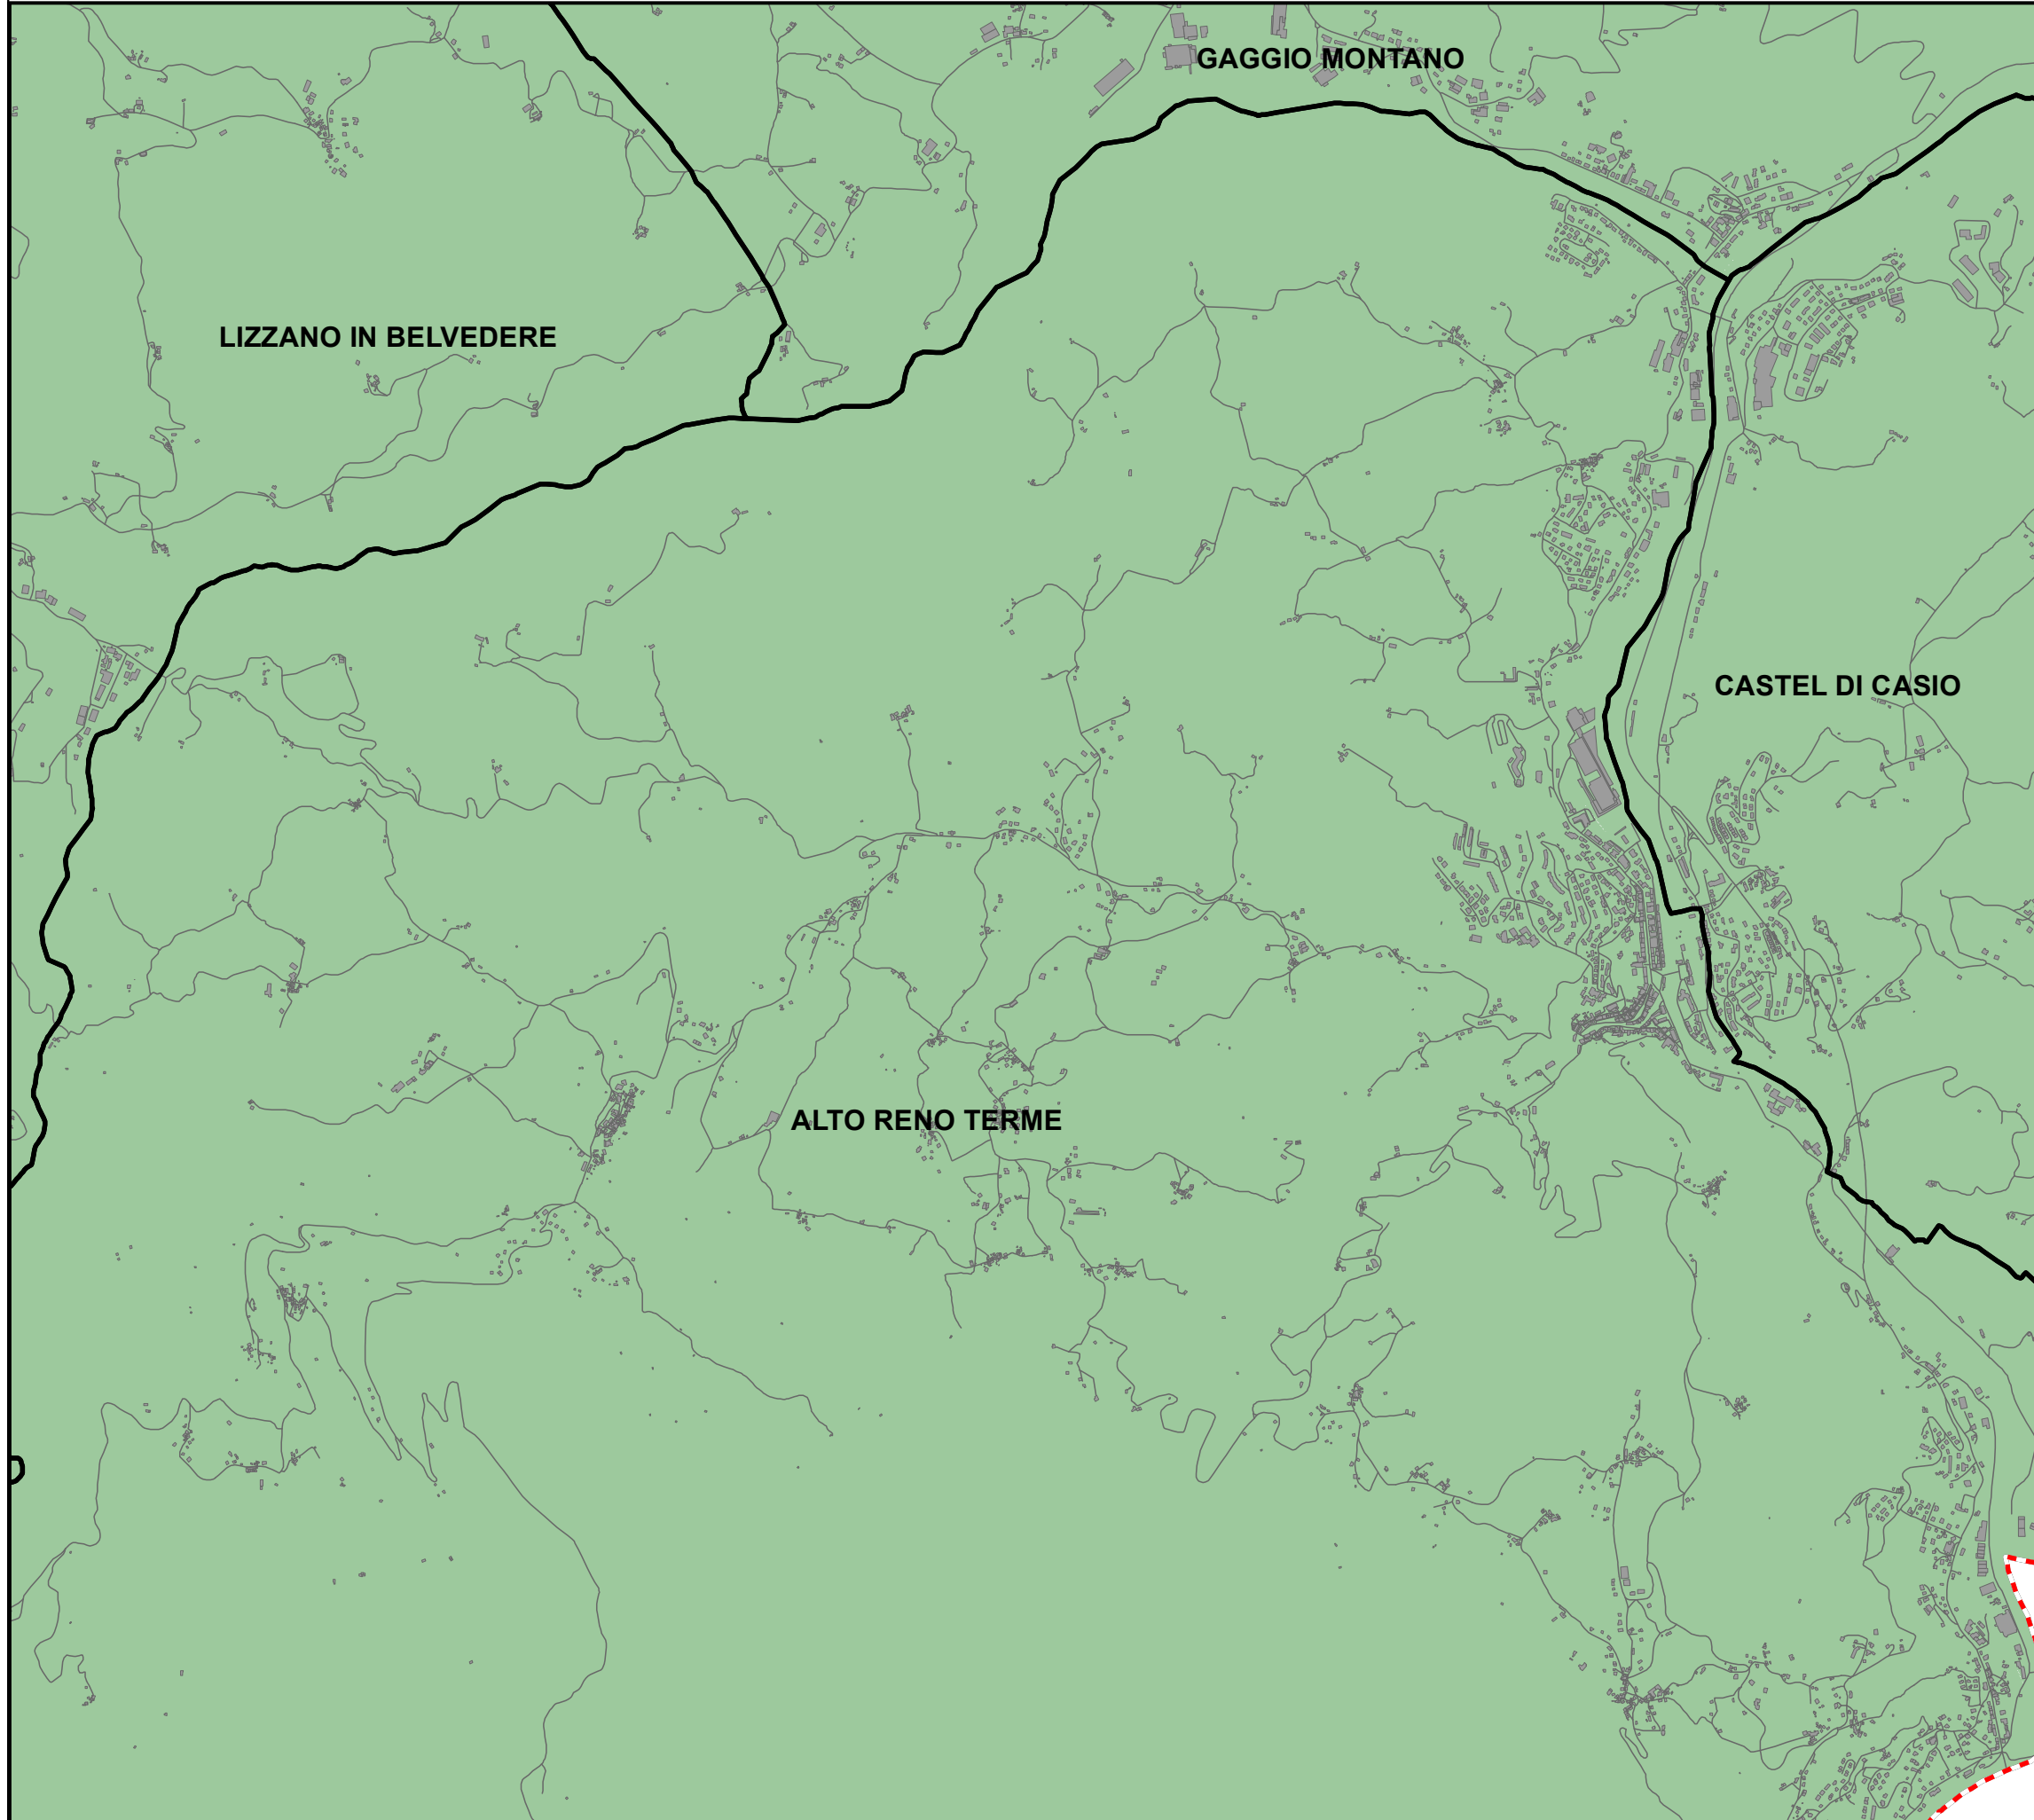 GAGGIO MONTANO
LIZZANO IN BELVEDERE
CASTEL DI CASIO
ALTO RENO TERME